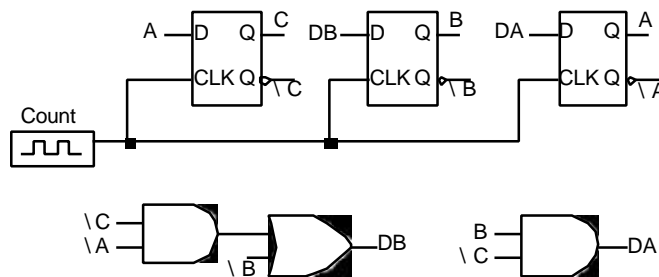 A D Q C
CLK Q \ C
DB D Q B
CLK Q \ B
DA D Q A
CLK Q \ A
Count
\ C
\ A
\ B
DB
B
\ C
DA